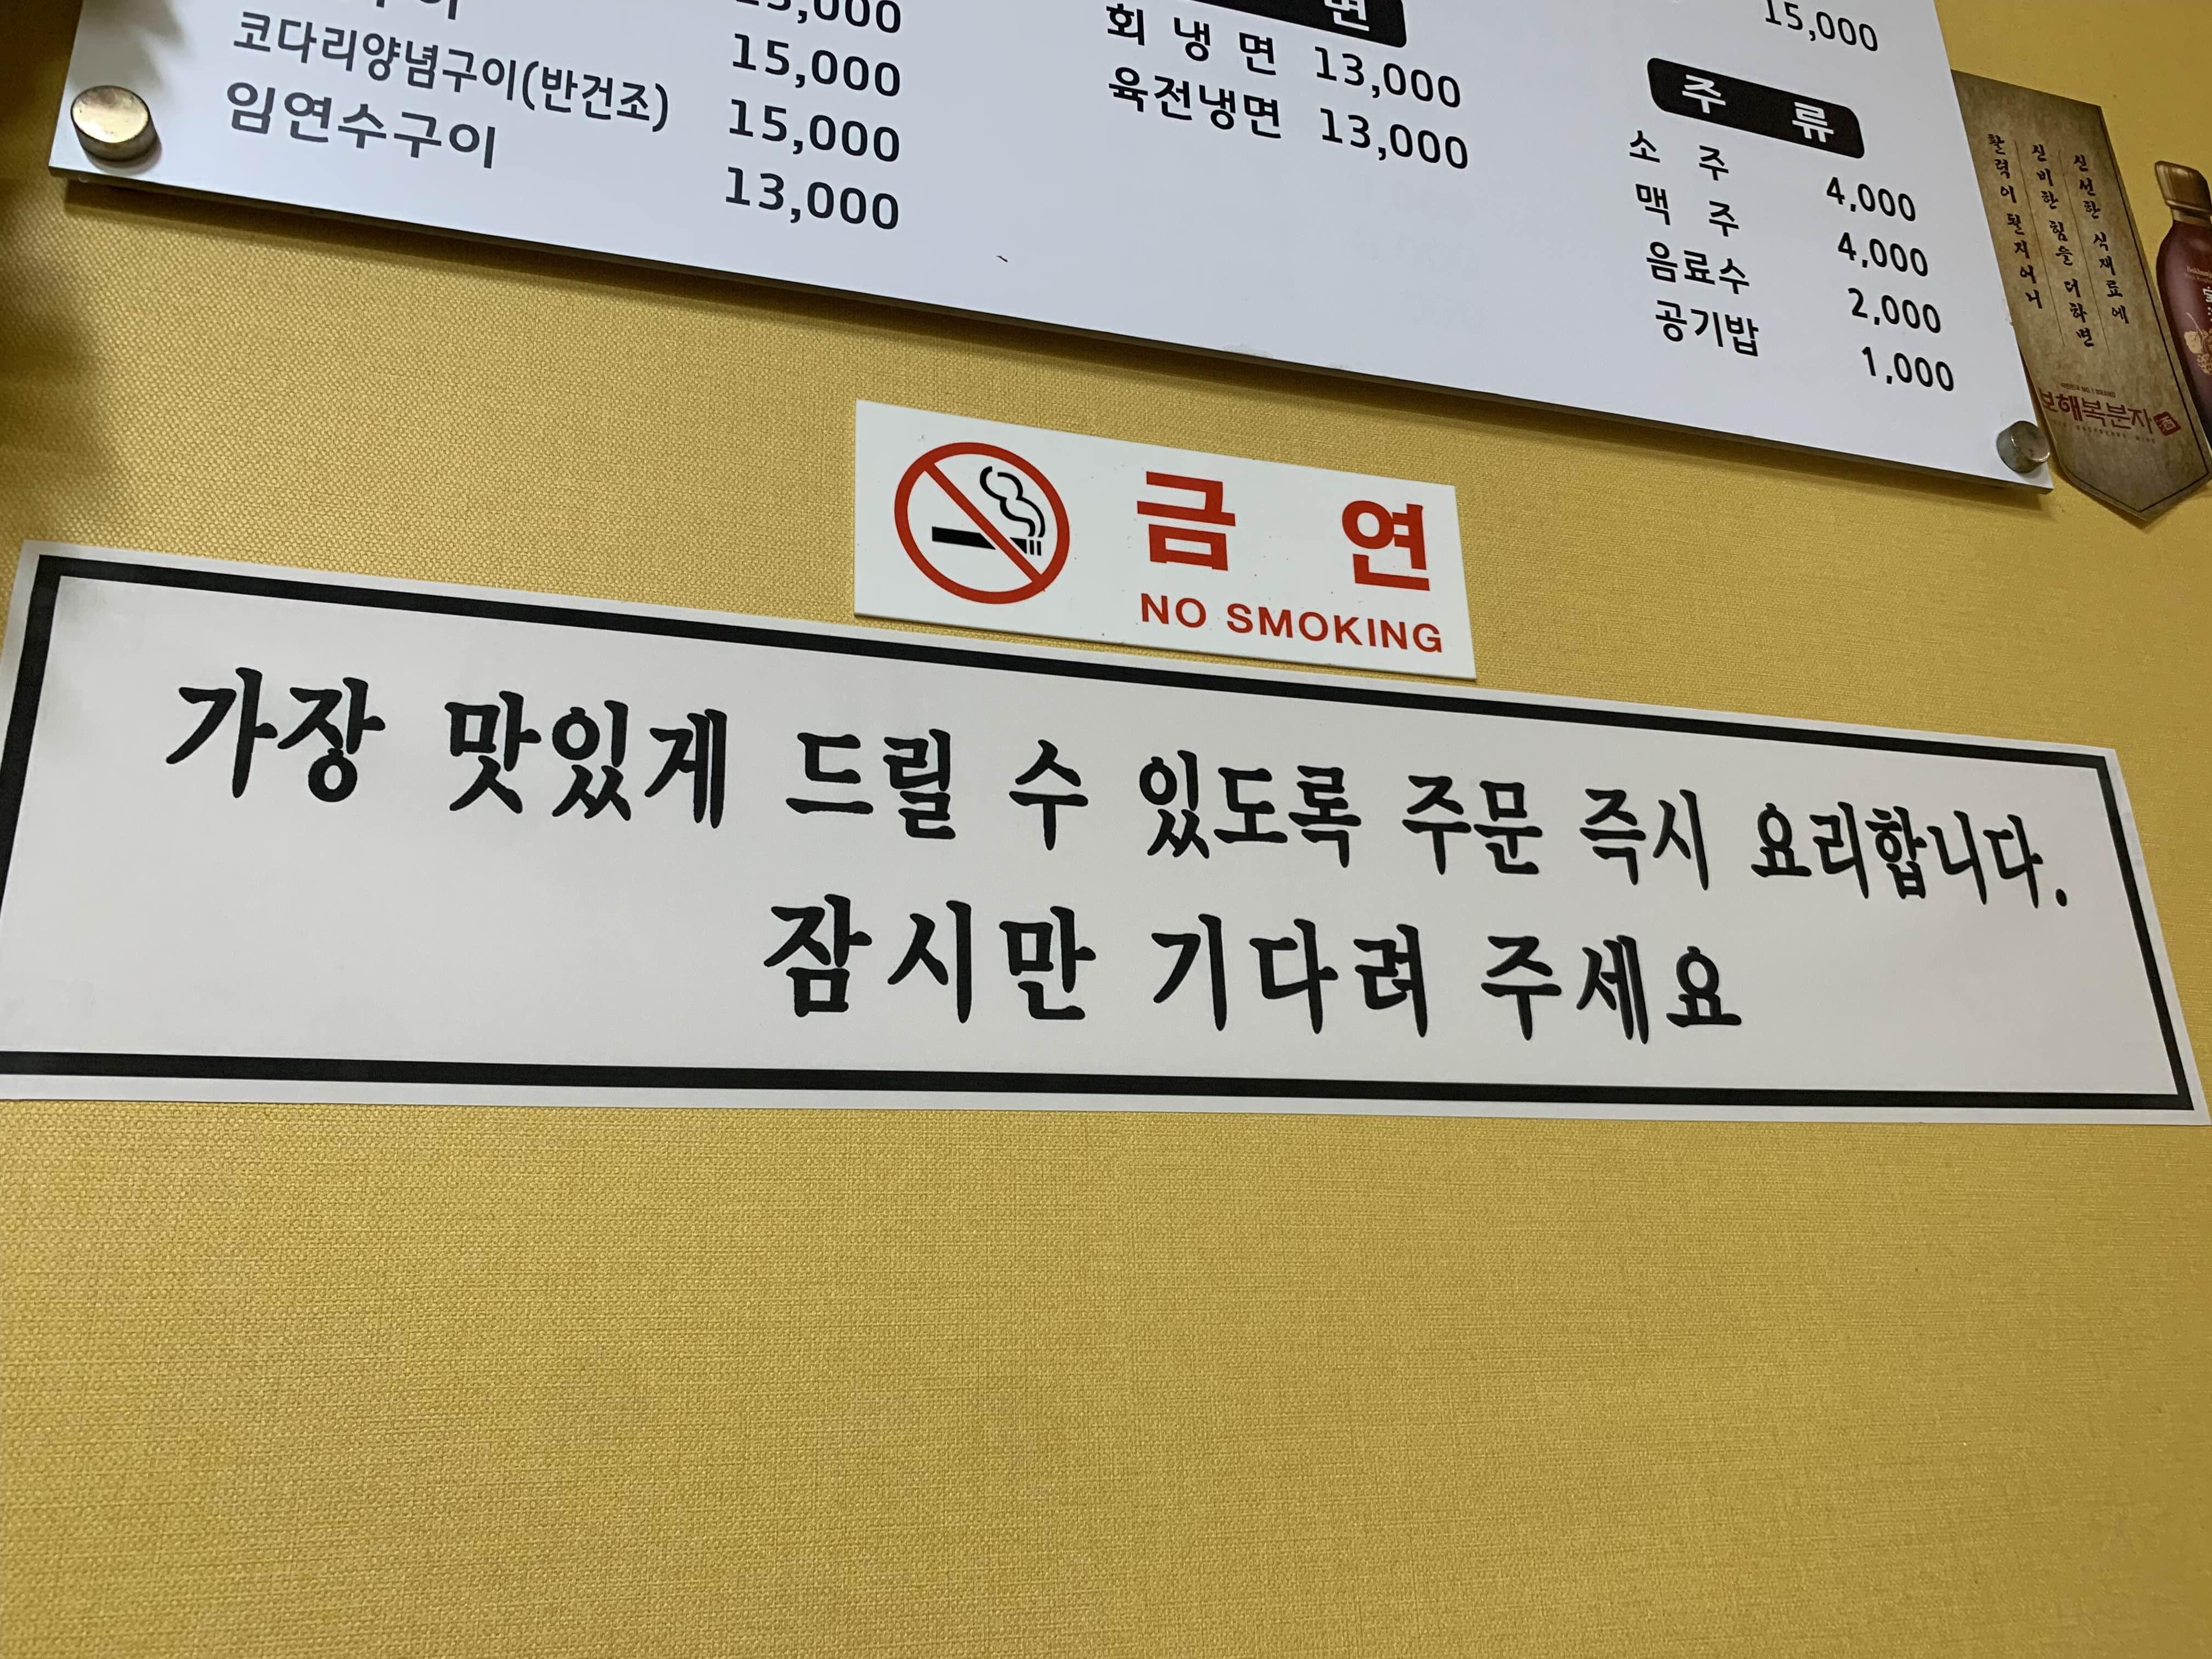 15,000
코다리양념구이(반건조) 15,000
임연수구이 15,000
13,000
회 냉 면 13,000
육전냉면 13,000
15,000
주 류
소 주 4,000
맥 주 4,000
음료수 2,000
공기밥 1,000
신선한 식재료에
신비한 힘을 더하면
활력이 될지어니
보해복분자
금 연
NO SMOKING
가장 맛있게 드릴 수 있도록 주문 즉시 요리합니다.
잠시만 기다려 주세요